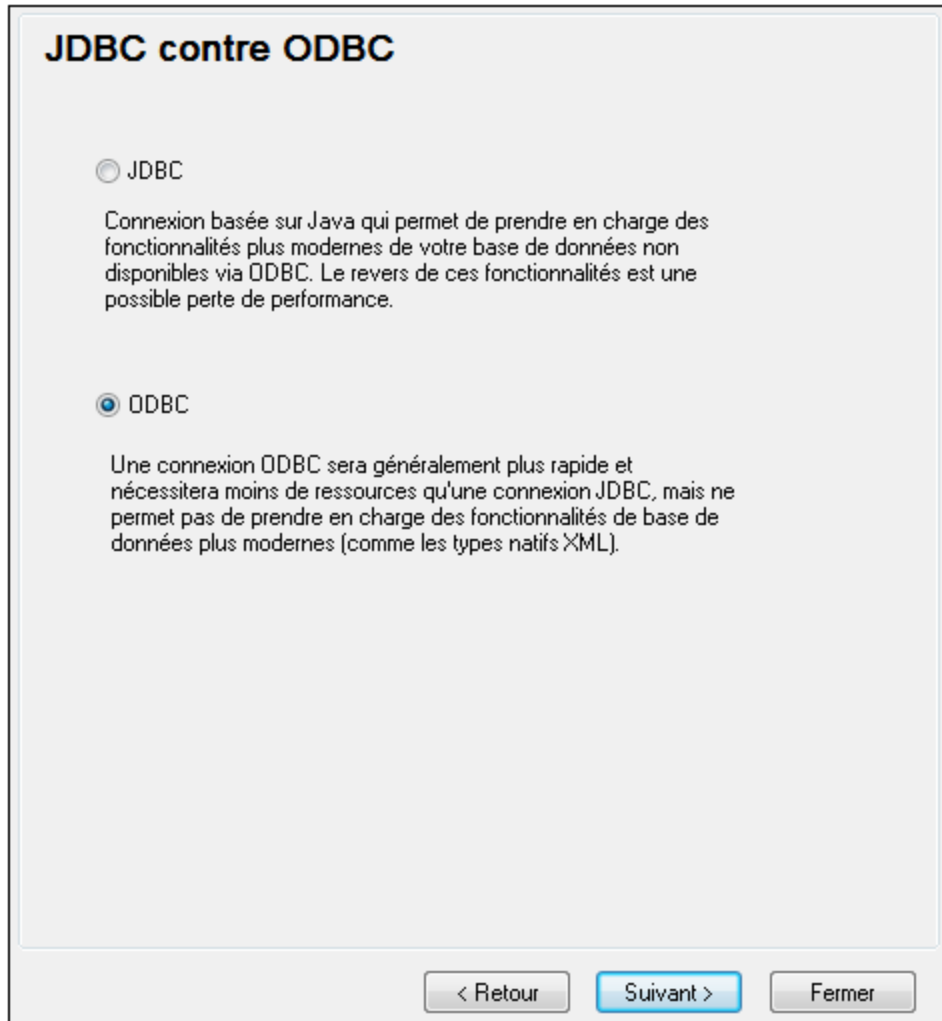 JDBC contre ODBC
JDBC
Connexion basée sur Java qui permet de prendre en charge des
fonctionnalités plus modernes de votre base de données non
disponibles via ODBC. Le revers de ces fonctionnalités est une
possible perte de performance.
ODBC
Une connexion ODBC sera généralement plus rapide et
nécessitera moins de ressources qu'une connexion JDBC, mais ne
permet pas de prendre en charge des fonctionnalités de base de
données plus modernes (comme les types natifs XML).
< Retour Suivant > Fermer